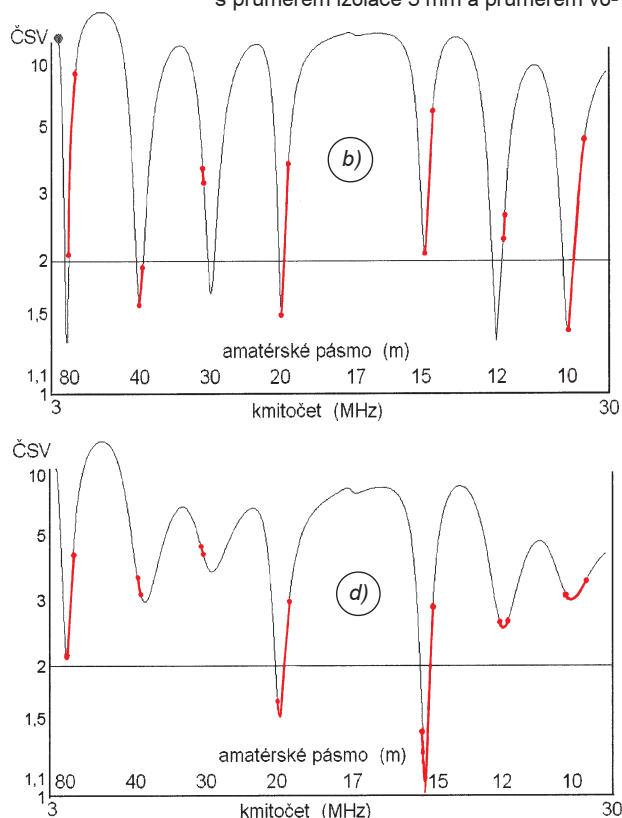 s průměrem izolace 3 mm a průměrem vo-
ČSV
10
5
3
2
1,5
1,1
1
b)
amatérské pásmo (m)
80 40 30 20 17 15 12 10
3 30
kmitočet (MHz)
ČSV
10
5
3
2
1,5
1,1
1
d)
amatérské pásmo (m)
80 40 30 20 17 15 12 10
3 30
kmitočet (MHz)